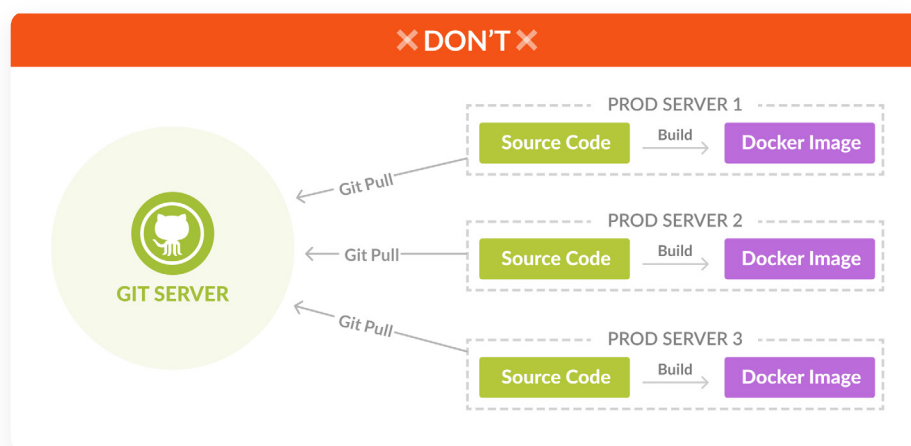 ✕ DON'T ✕
PROD SERVER 1
Source Code
Build
Docker Image
Git Pull
PROD SERVER 2
Source Code
Build
Docker Image
Git Pull
GIT SERVER
PROD SERVER 3
Source Code
Build
Docker Image
Git Pull